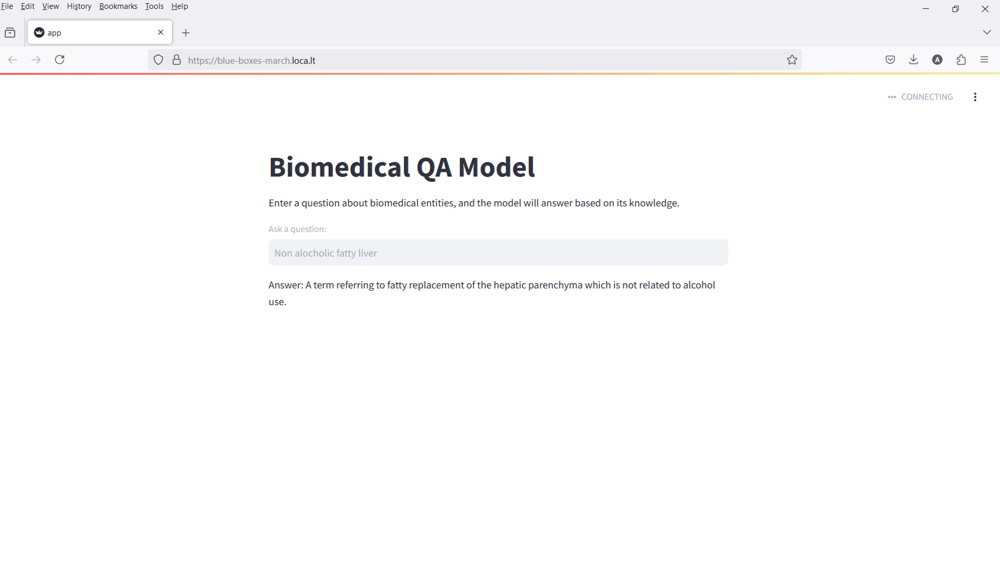 File Edit View History Bookmarks Tools Help
app
https://blue-boxes-march.loca.lt
A
CONNECTING
Biomedical QA Model
Enter a question about biomedical entities, and the model will answer based on its knowledge.
Ask a question:
Non alocholic fatty liver
Answer: A term referring to fatty replacement of the hepatic parenchyma which is not related to alcohol
use.